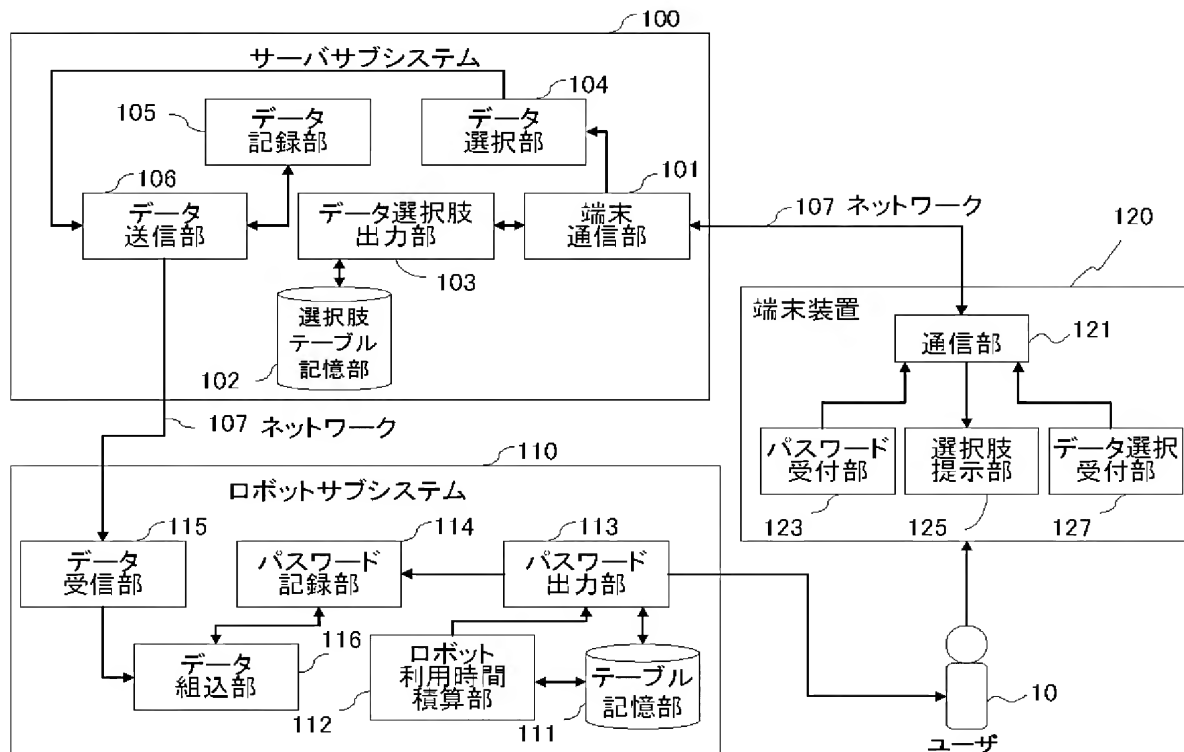 100
サーバサブシステム
104
105
データ
記録部
データ
選択部
101
106
データ
送信部
データ選択肢
出力部
端末
通信部
107 ネットワーク
103
120
選択肢
テーブル
記憶部
102
端末装置
通信部
121
107 ネットワーク
パスワード
受付部
選択肢
提示部
データ選択
受付部
123
125
127
110
ロボットサブシステム
115
114
113
データ
受信部
パスワード
記録部
パスワード
出力部
116
データ
組込部
ロボット
利用時間
積算部
テーブル
記憶部
112
111
10
ユーザ